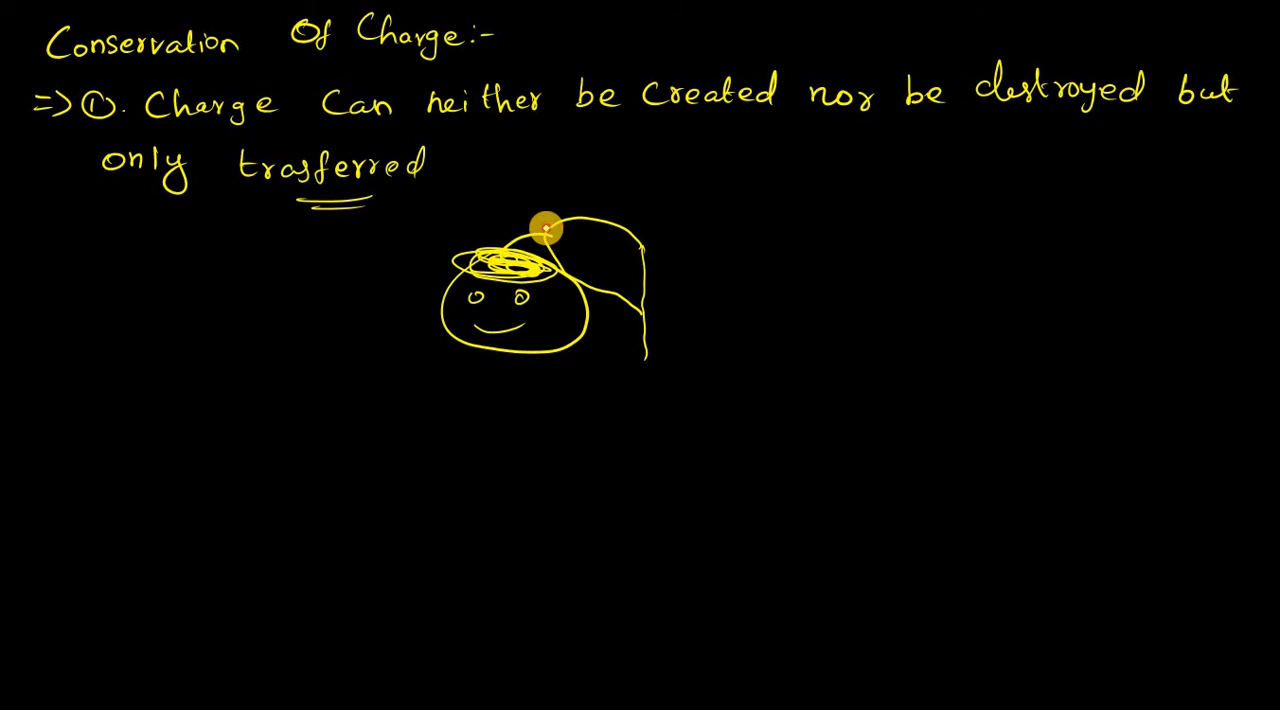 Conservation Of Charge:-
=> ①. Charge Can neither be created nor be destroyed but
only trasferred